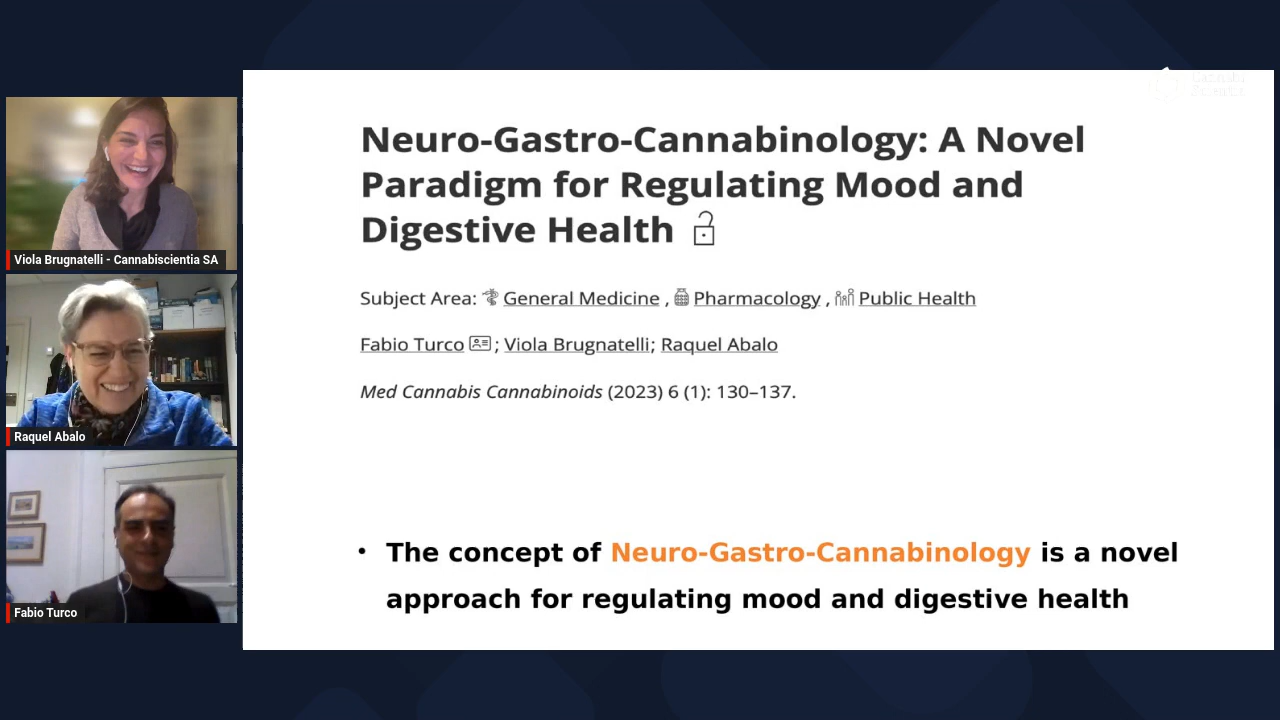 Viola Brugnatelli - Cannabiscientia SA
Raquel Abalo
Fabio Turco
Neuro-Gastro-Cannabinology: A Novel
Paradigm for Regulating Mood and
Digestive Health
Subject Area: General Medicine , Pharmacology , Public Health
Fabio Turco ; Viola Brugnatelli; Raquel Abalo
Med Cannabis Cannabinoids (2023) 6 (1): 130–137.
• The concept of Neuro-Gastro-Cannabinology is a novel
approach for regulating mood and digestive health